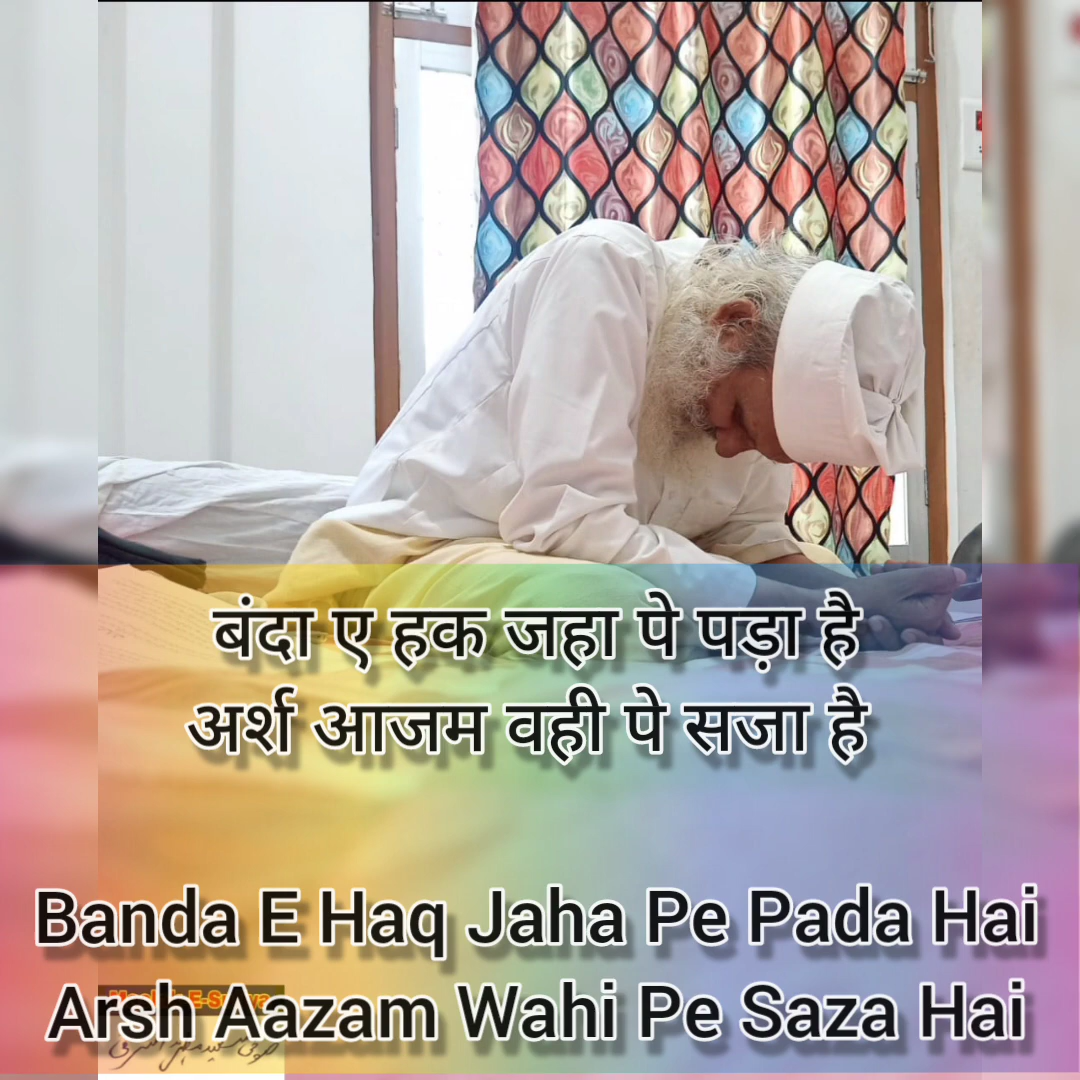 बंदा ए हक जहा पे पड़ा है
अर्श आजम वही पे सजा है
Banda E Haq Jaha Pe Pada Hai
Arsh Aazam Wahi Pe Saza Hai